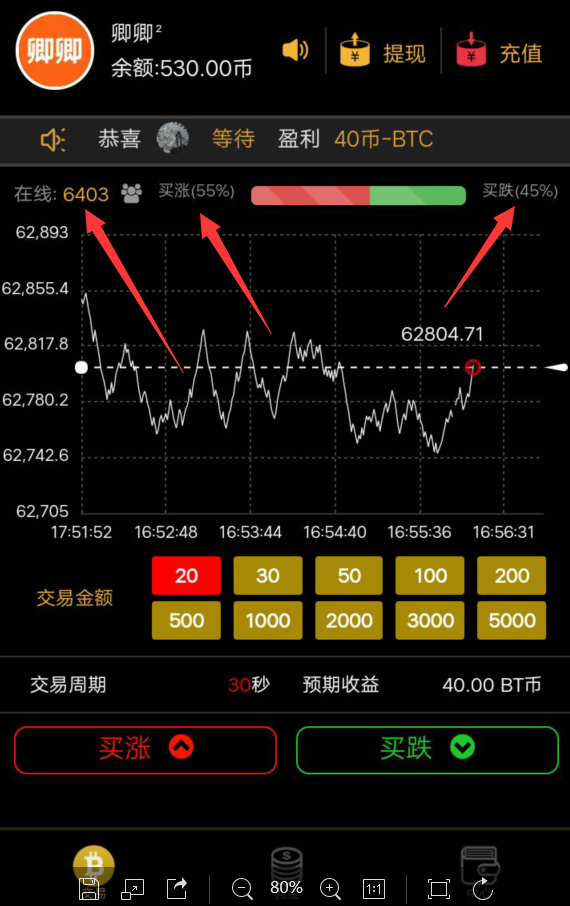 卿卿
卿卿²
余额:530.00币
提现
充值
恭喜 等待 盈利 40币-BTC
在线: 6403
买涨(55%)
买跌(45%)
62,893
62,855.4
62,817.8
62,780.2
62,742.6
62,705
62804.71
17:51:52 16:52:48 16:53:44 16:54:40 16:55:36 16:56:31
交易金额
20 30 50 100 200
500 1000 2000 3000 5000
交易周期 30秒 预期收益 40.00 BT币
买涨
买跌
80%
1:1